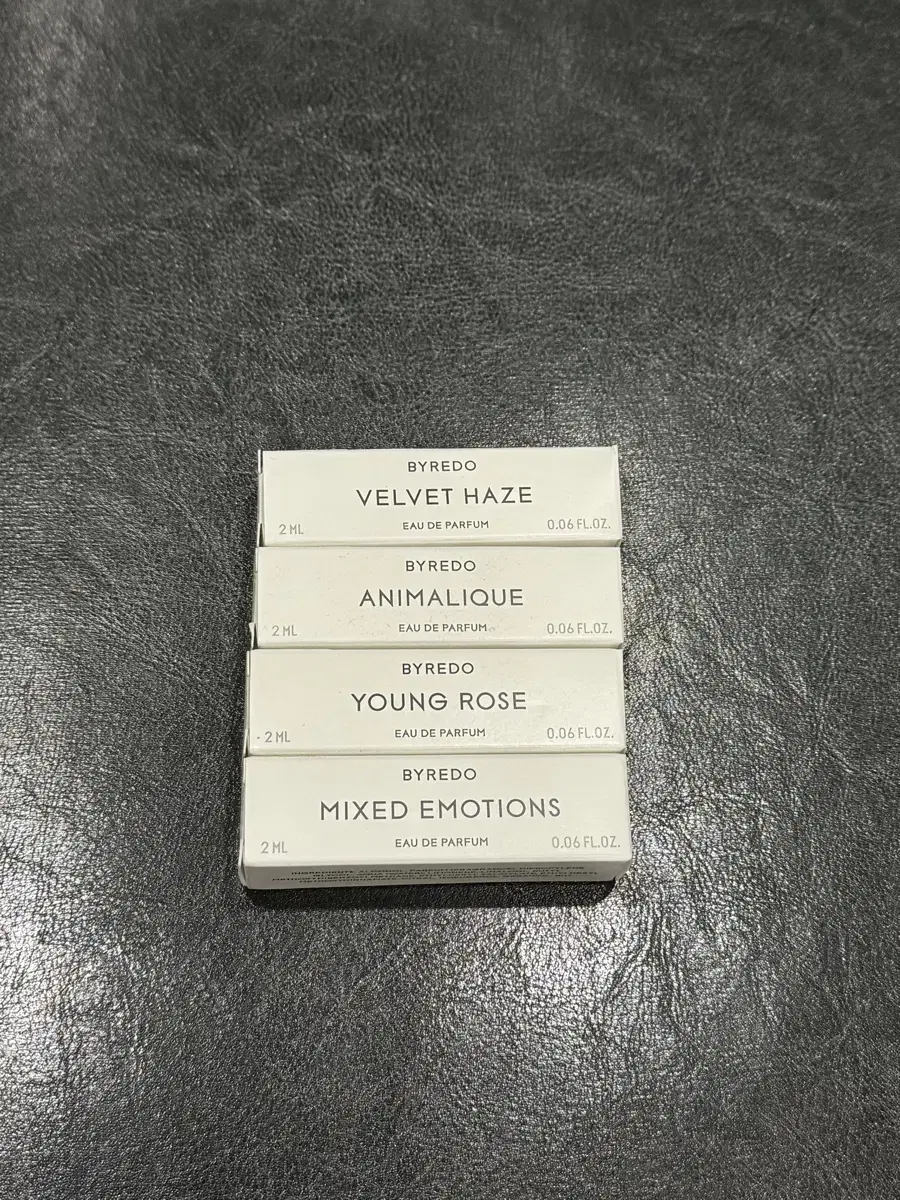 BYREDO
VELVET HAZE
2 ML EAU DE PARFUM 0.06 FL.OZ.
BYREDO
ANIMALIQUE
2 ML EAU DE PARFUM 0.06 FL.OZ.
BYREDO
YOUNG ROSE
2 ML EAU DE PARFUM 0.06 FL.OZ.
BYREDO
MIXED EMOTIONS
2 ML EAU DE PARFUM 0.06 FL.OZ.